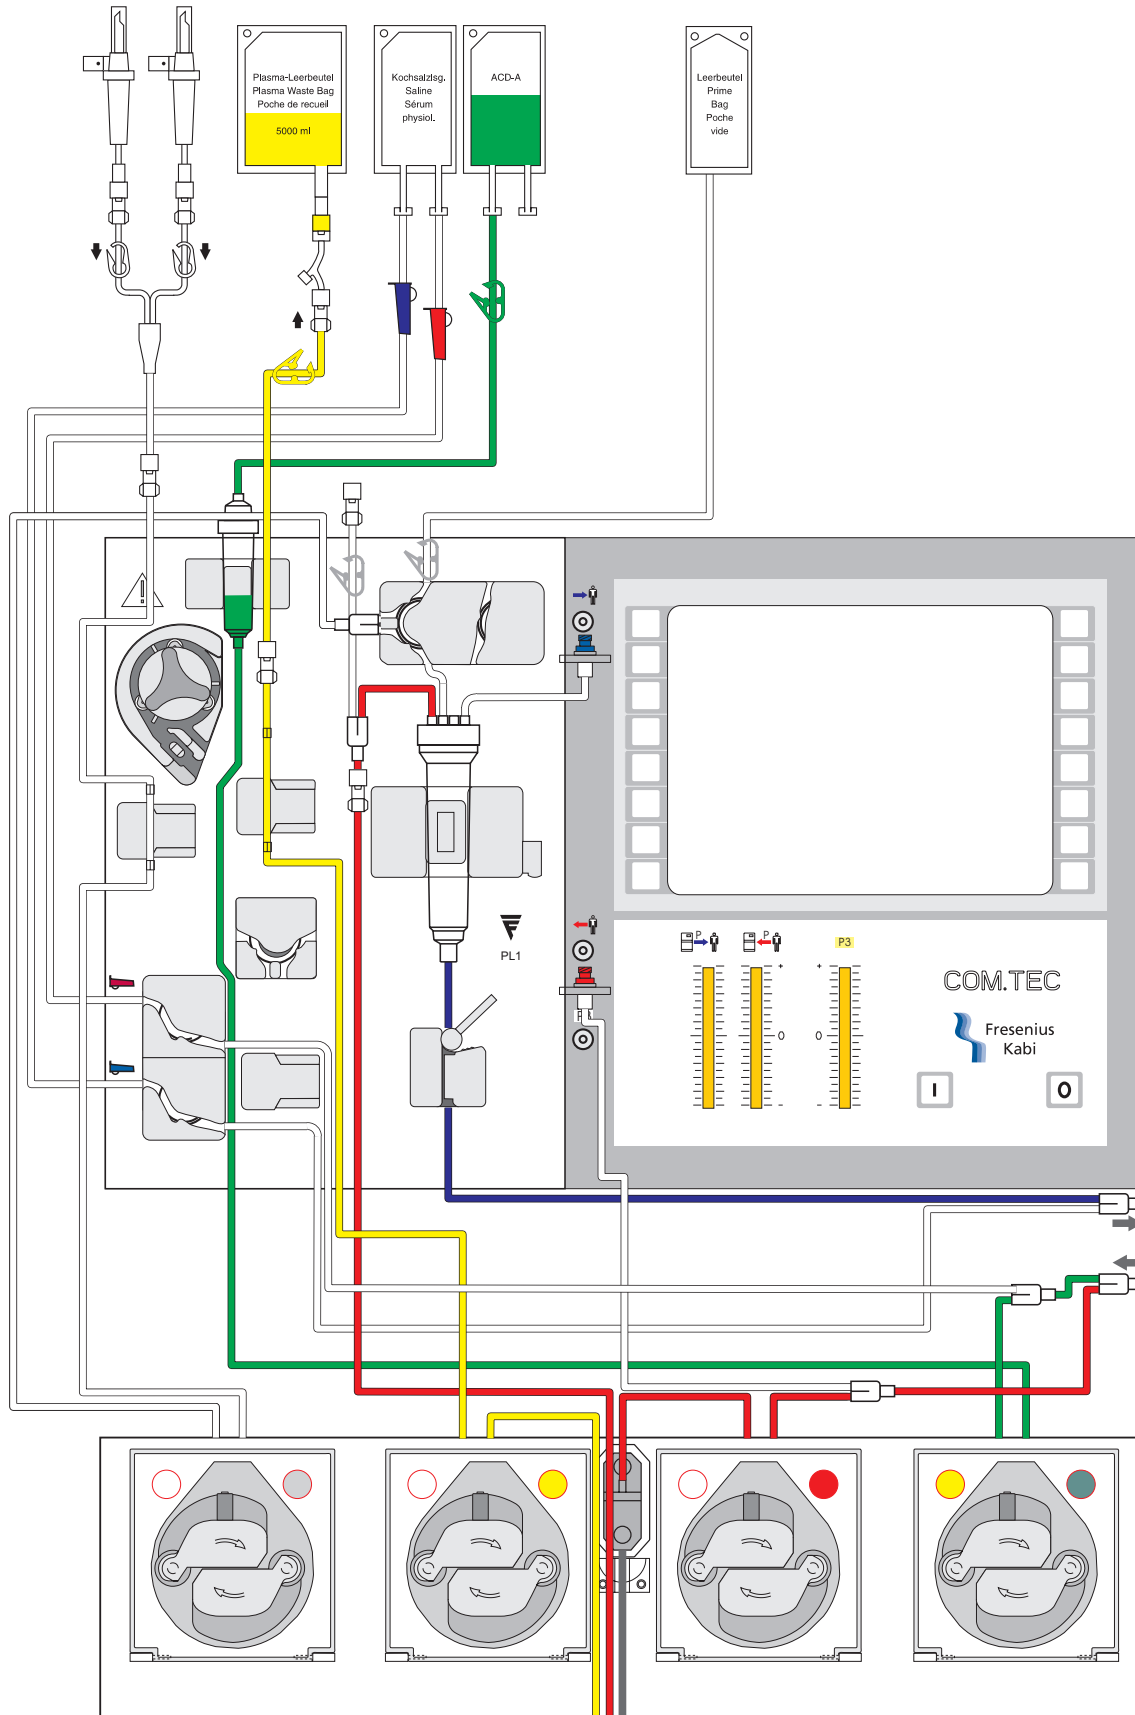 Plasma-Leerbeutel
Plasma Waste Bag
Poche de recueil
5000 ml
Kochsalzlsg.
Saline
Sérum
physiol.
ACD-A
Leerbeutel
Prime
Bag
Poche
vide
!
PL1
P
P
P3
+
+
0
0
-
-
COM.TEC
Fresenius
Kabi
I
O